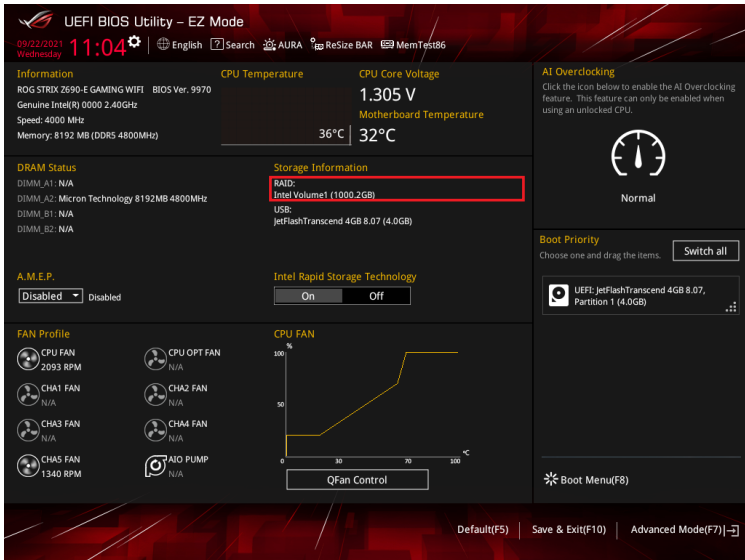 UEFI BIOS Utility – EZ Mode
09/22/2021
Wednesday
11:04
English
Search
AURA
ReSize BAR
MemTest86
Information
ROG STRIX Z690-E GAMING WIFI BIOS Ver. 9970
Genuine Intel(R) 0000 2.40GHz
Speed: 4000 MHz
Memory: 8192 MB (DDR5 4800MHz)
CPU Temperature
36°C
CPU Core Voltage
1.305 V
Motherboard Temperature
32°C
AI Overclocking
Click the icon below to enable the AI Overclocking
feature. This feature can only be enabled when
using an unlocked CPU.
Normal
DRAM Status
DIMM_A1: N/A
DIMM_A2: Micron Technology 8192MB 4800MHz
DIMM_B1: N/A
DIMM_B2: N/A
Storage Information
RAID:
Intel Volume1 (1000.2GB)
USB:
JetFlashTranscend 4GB 8.07 (4.0GB)
Boot Priority
Choose one and drag the items.
Switch all
UEFI: JetFlashTranscend 4GB 8.07,
Partition 1 (4.0GB)
A.M.E.P.
Disabled
Disabled
Intel Rapid Storage Technology
On
Off
FAN Profile
CPU FAN
2093 RPM
CPU OPT FAN
N/A
CHA1 FAN
N/A
CHA2 FAN
N/A
CHA3 FAN
N/A
CHA4 FAN
N/A
CHA5 FAN
1340 RPM
AIO PUMP
N/A
CPU FAN
%
100
50
0
30
70
100
°C
QFan Control
Boot Menu(F8)
Default(F5)
Save & Exit(F10)
Advanced Mode(F7)